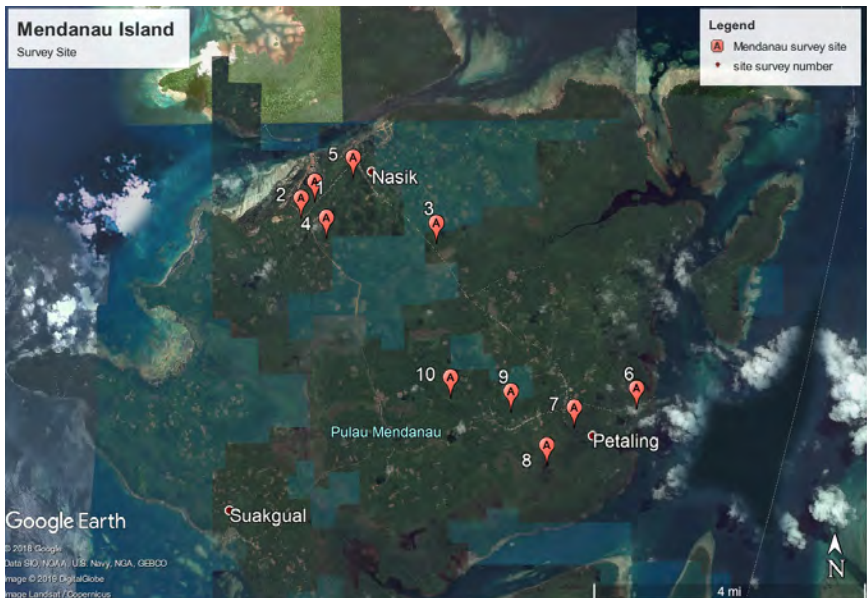 Mendanau Island
Survey Site
Legend
A Mendanau survey site
site survey number
5
A
Nasik
A
1
2
A
4
A
3
A
10
A
9
A
6
A
7
A
Pulau Mendanau
Petaling
8
A
Suakgual
Google Earth
© 2018 Google
Data SIO, NOAA, U.S. Navy, NGA, GEBCO
Image © 2019 DigitalGlobe
Image Landsat / Copernicus
N
4 mi